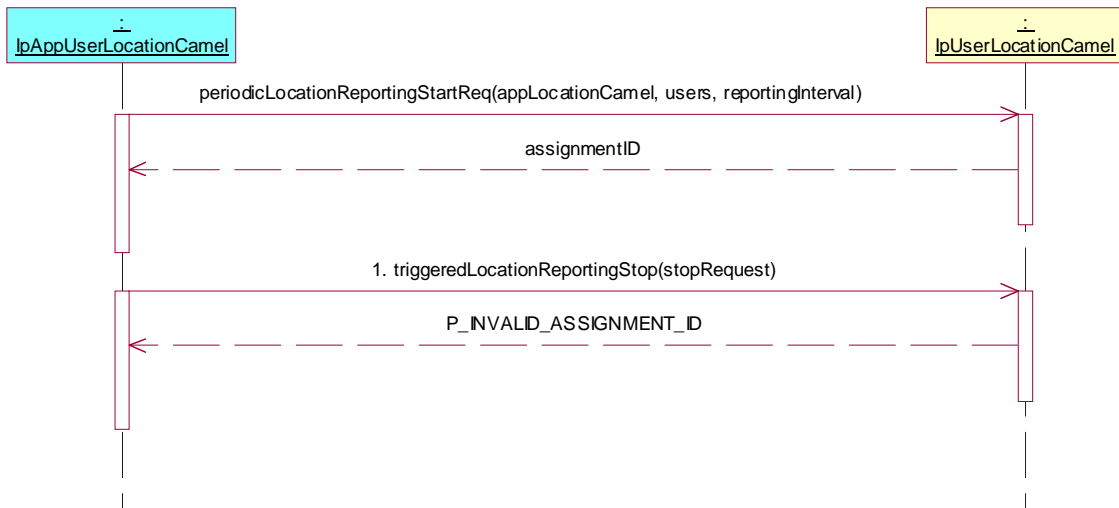 :
IpAppUserLocationCamel
:
IpUserLocationCamel
periodicLocationReportingStartReq(appLocationCamel, users, reportingInterval)
assignmentID
1. triggeredLocationReportingStop(stopRequest)
P_INVALID_ASSIGNMENT_ID